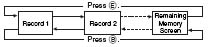 Press Ⓔ.
Record 1
Record 2
Remaining
Memory
Screen
Press Ⓑ.